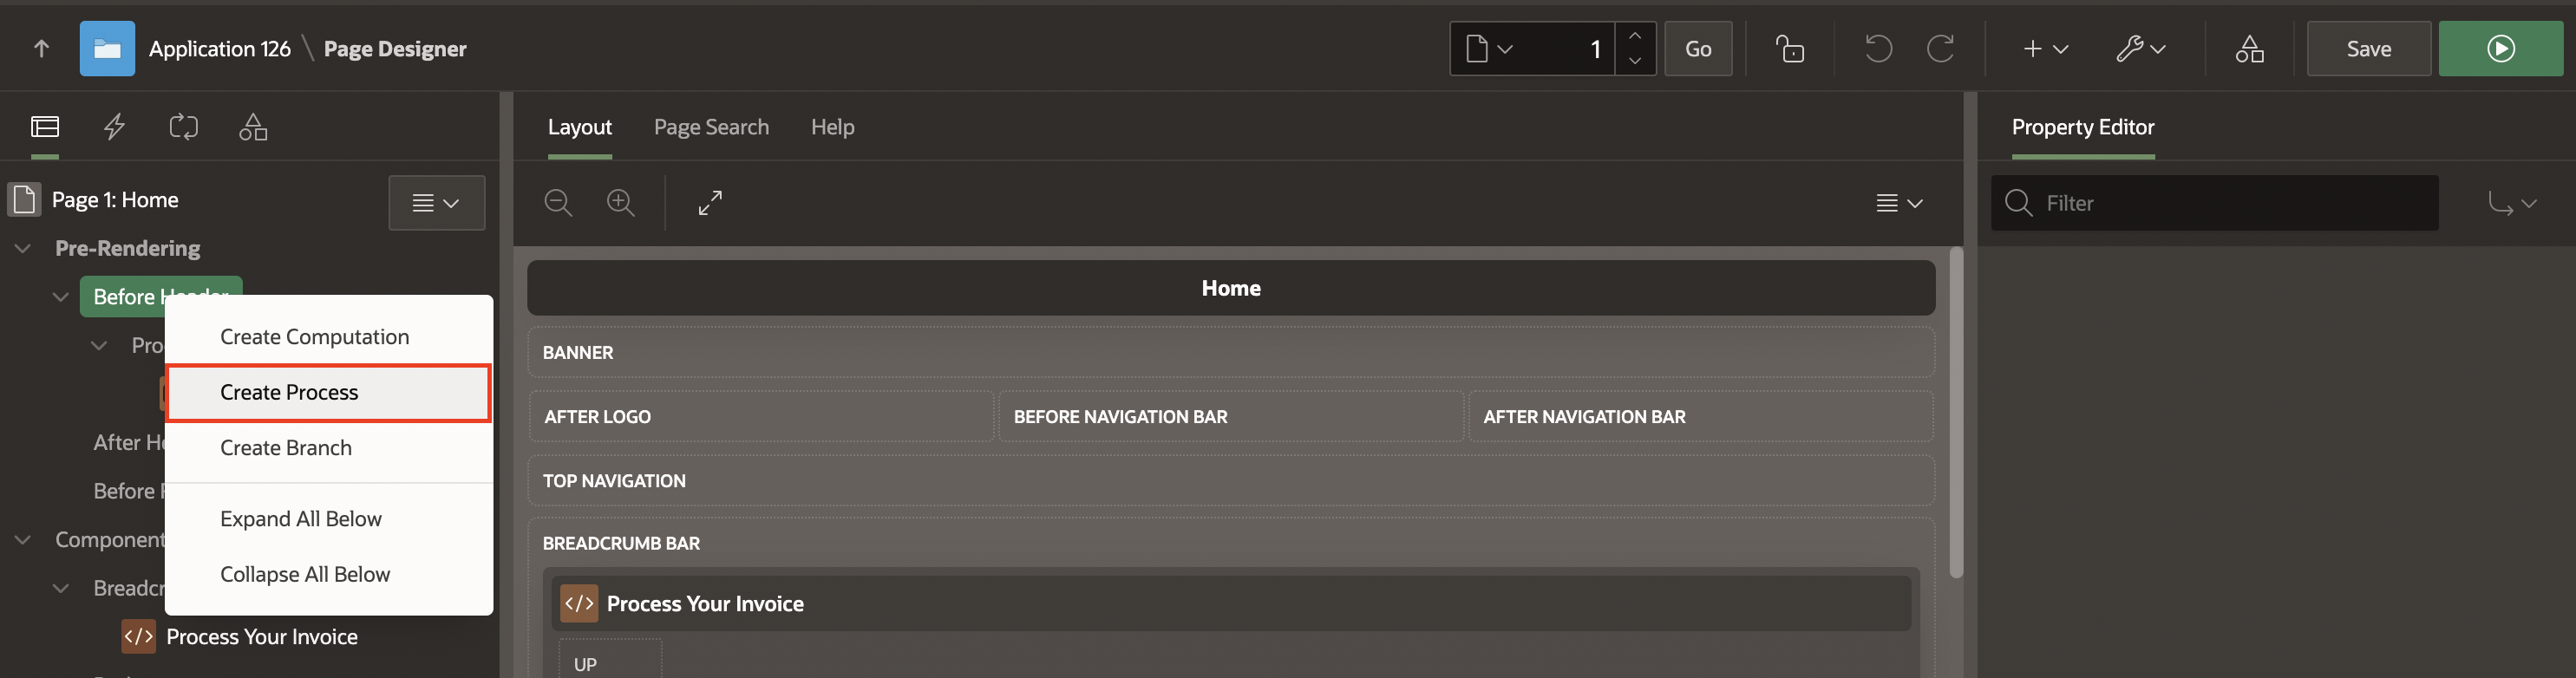 Application 126 \ Page Designer
1
Go
Save
Layout
Page Search
Help
Property Editor
Page 1: Home
Filter
Pre-Rendering
Before Header
Create Computation
Create Process
Create Branch
Expand All Below
Collapse All Below
After
Before
Component
Process Your Invoice
Home
BANNER
AFTER LOGO
BEFORE NAVIGATION BAR
AFTER NAVIGATION BAR
TOP NAVIGATION
BREADCRUMB BAR
</> Process Your Invoice
UP